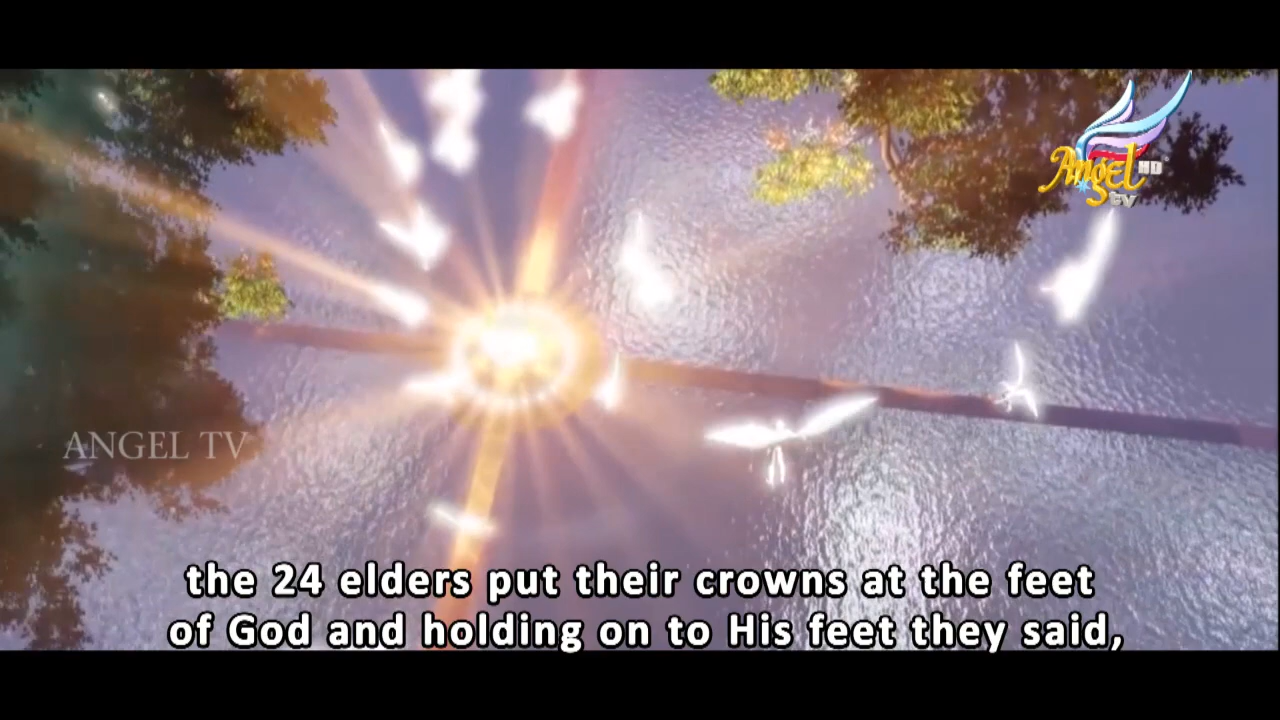 Angel HD
tv
ANGEL TV
the 24 elders put their crowns at the feet
of God and holding on to His feet they said,